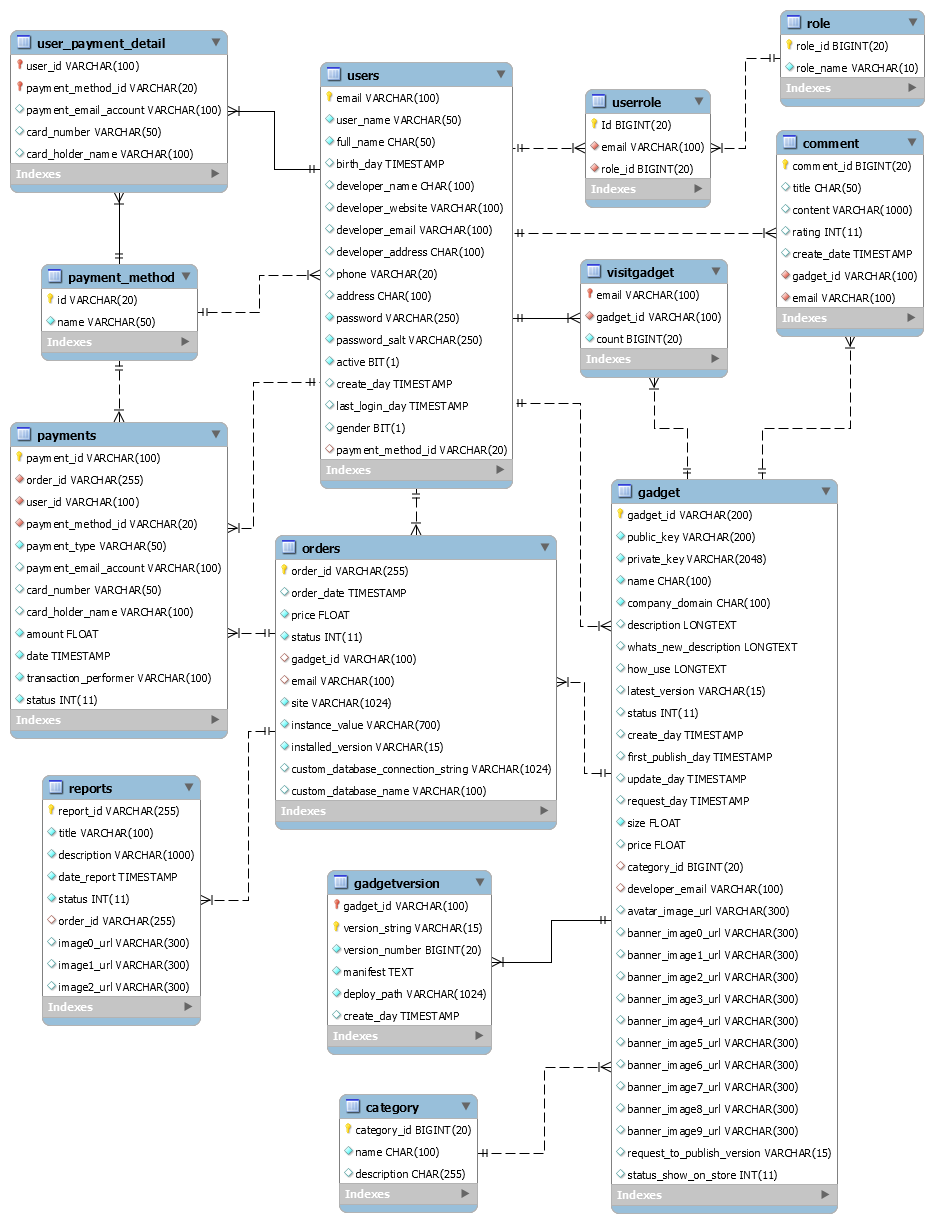 user_payment_detail
user_id VARCHAR(100)
payment_method_id VARCHAR(20)
payment_email_account VARCHAR(100)
card_number VARCHAR(50)
card_holder_name VARCHAR(100)
Indexes
payment_method
id VARCHAR(20)
name VARCHAR(50)
Indexes
payments
payment_id VARCHAR(100)
order_id VARCHAR(255)
user_id VARCHAR(100)
payment_method_id VARCHAR(20)
payment_type VARCHAR(50)
payment_email_account VARCHAR(100)
card_number VARCHAR(50)
card_holder_name VARCHAR(100)
amount FLOAT
date TIMESTAMP
transaction_performer VARCHAR(100)
status INT(11)
Indexes
reports
report_id VARCHAR(255)
title VARCHAR(100)
description VARCHAR(1000)
date_report TIMESTAMP
status INT(11)
order_id VARCHAR(255)
image0_url VARCHAR(300)
image1_url VARCHAR(300)
image2_url VARCHAR(300)
Indexes
users
email VARCHAR(100)
user_name VARCHAR(50)
full_name CHAR(50)
birth_day TIMESTAMP
developer_name CHAR(100)
developer_website VARCHAR(100)
developer_email VARCHAR(100)
developer_address CHAR(100)
phone VARCHAR(20)
address CHAR(100)
password VARCHAR(250)
password_salt VARCHAR(250)
active BIT(1)
create_day TIMESTAMP
last_login_day TIMESTAMP
gender BIT(1)
payment_method_id VARCHAR(20)
Indexes
orders
order_id VARCHAR(255)
order_date TIMESTAMP
price FLOAT
status INT(11)
gadget_id VARCHAR(100)
email VARCHAR(100)
site VARCHAR(1024)
instance_value VARCHAR(700)
installed_version VARCHAR(15)
custom_database_connection_string VARCHAR(1024)
custom_database_name VARCHAR(100)
Indexes
gadgetversion
gadget_id VARCHAR(100)
version_string VARCHAR(15)
version_number BIGINT(20)
manifest TEXT
deploy_path VARCHAR(1024)
create_day TIMESTAMP
Indexes
category
category_id BIGINT(20)
name CHAR(100)
description CHAR(255)
Indexes
role
role_id BIGINT(20)
role_name VARCHAR(10)
Indexes
userrole
Id BIGINT(20)
email VARCHAR(100)
role_id BIGINT(20)
Indexes
comment
comment_id BIGINT(20)
title CHAR(50)
content VARCHAR(1000)
rating INT(11)
create_date TIMESTAMP
gadget_id VARCHAR(100)
email VARCHAR(100)
Indexes
visitgadget
email VARCHAR(100)
gadget_id VARCHAR(100)
count BIGINT(20)
Indexes
gadget
gadget_id VARCHAR(200)
public_key VARCHAR(200)
private_key VARCHAR(2048)
name CHAR(100)
company_domain CHAR(100)
description LONGTEXT
whats_new_description LONGTEXT
how_use LONGTEXT
latest_version VARCHAR(15)
status INT(11)
create_day TIMESTAMP
first_publish_day TIMESTAMP
update_day TIMESTAMP
request_day TIMESTAMP
size FLOAT
price FLOAT
category_id BIGINT(20)
developer_email VARCHAR(100)
avatar_image_url VARCHAR(300)
banner_image0_url VARCHAR(300)
banner_image1_url VARCHAR(300)
banner_image2_url VARCHAR(300)
banner_image3_url VARCHAR(300)
banner_image4_url VARCHAR(300)
banner_image5_url VARCHAR(300)
banner_image6_url VARCHAR(300)
banner_image7_url VARCHAR(300)
banner_image8_url VARCHAR(300)
banner_image9_url VARCHAR(300)
request_to_publish_version VARCHAR(15)
status_show_on_store INT(11)
Indexes